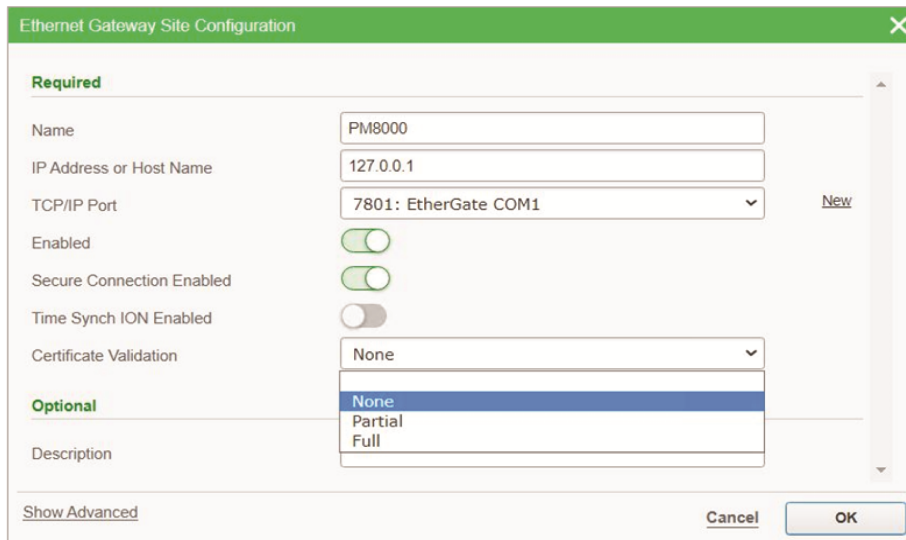 Ethernet Gateway Site Configuration
Required
Name PM8000
IP Address or Host Name 127.0.0.1
TCP/IP Port 7801: EtherGate COM1 New
Enabled
Secure Connection Enabled
Time Synch ION Enabled
Certificate Validation None
None
Optional
Partial
Full
Description
Show Advanced Cancel OK